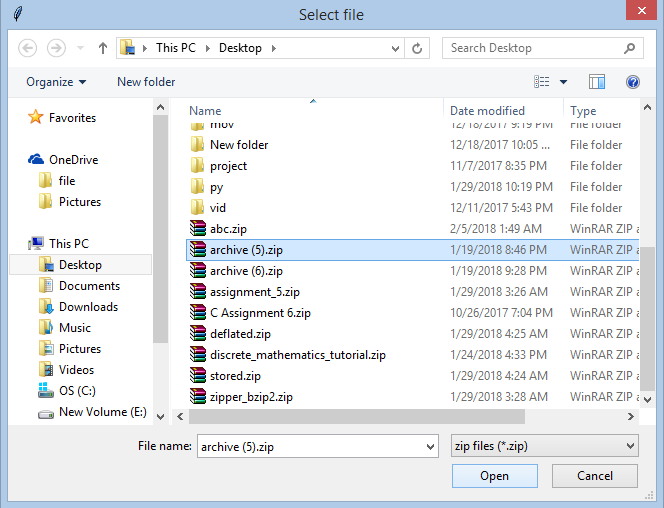 Select file
This PC Desktop Search Desktop
Organize New folder
Favorites
OneDrive
file
Pictures
This PC
Desktop
Documents
Downloads
Music
Pictures
Videos
OS (C:)
New Volume (E:)
Name Date modified Type
mov 12/18/2017 9:19 PM File folder
New folder 12/18/2017 10:05 ... File folder
project 11/7/2017 8:35 PM File folder
py 1/29/2018 10:19 PM File folder
vid 12/11/2017 5:43 PM File folder
abc.zip 2/5/2018 1:49 AM WinRAR ZIP a
archive (5).zip 1/19/2018 8:46 PM WinRAR ZIP a
archive (6).zip 1/19/2018 9:28 PM WinRAR ZIP a
assignment_5.zip 1/29/2018 3:26 AM WinRAR ZIP a
C Assignment 6.zip 10/26/2017 7:04 PM WinRAR ZIP a
deflated.zip 1/29/2018 4:25 AM WinRAR ZIP a
discrete_mathematics_tutorial.zip 1/24/2018 4:33 PM WinRAR ZIP a
stored.zip 1/29/2018 4:24 AM WinRAR ZIP a
zipper_bzip2.zip 1/29/2018 3:28 AM WinRAR ZIP a
File name: archive (5).zip zip files (*.zip)
Open Cancel